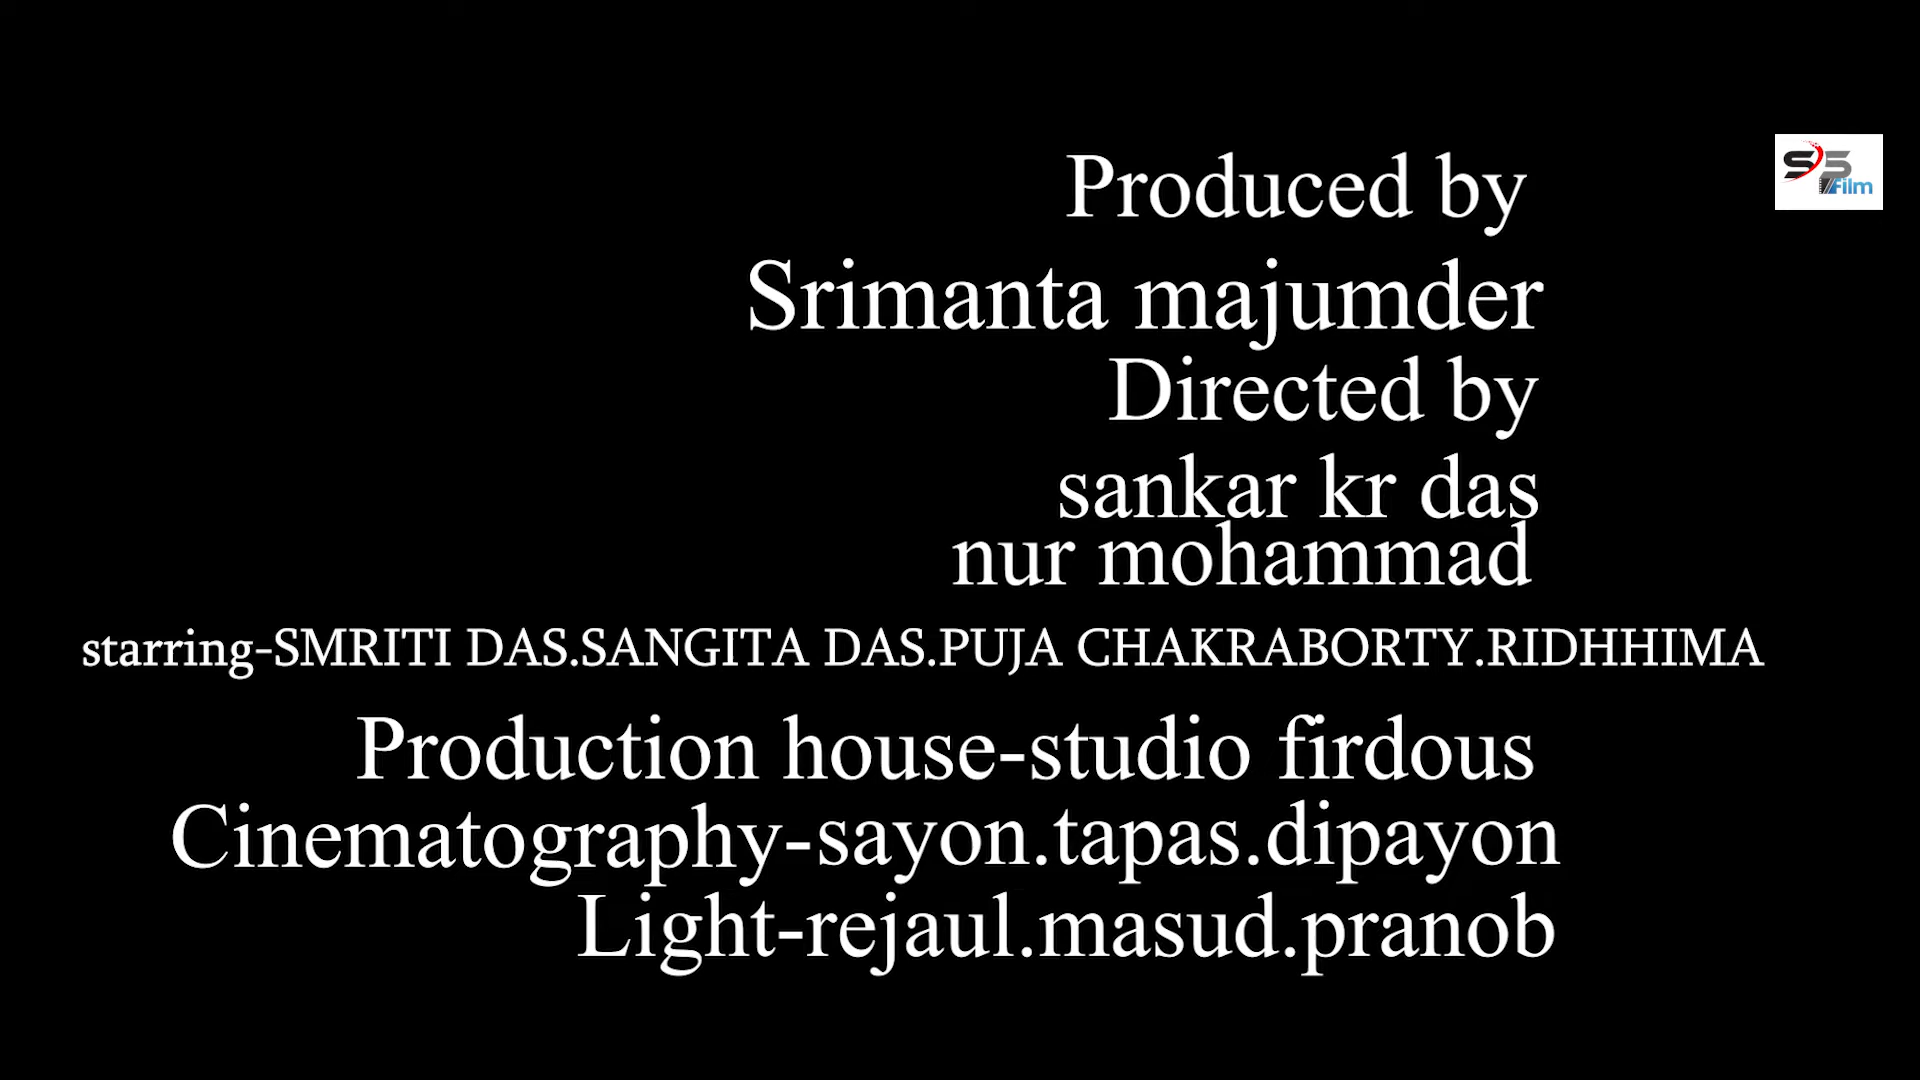 Produced by
Srimanta majumder
Directed by
sankar kr das
nur mohammad
starring-SMRITI DAS.SANGITA DAS.PUJA CHAKRABORTY.RIDHHIMA
Production house-studio firdous
Cinematography-sayon.tapas.dipayon
Light-rejaul.masud.pranob
Film